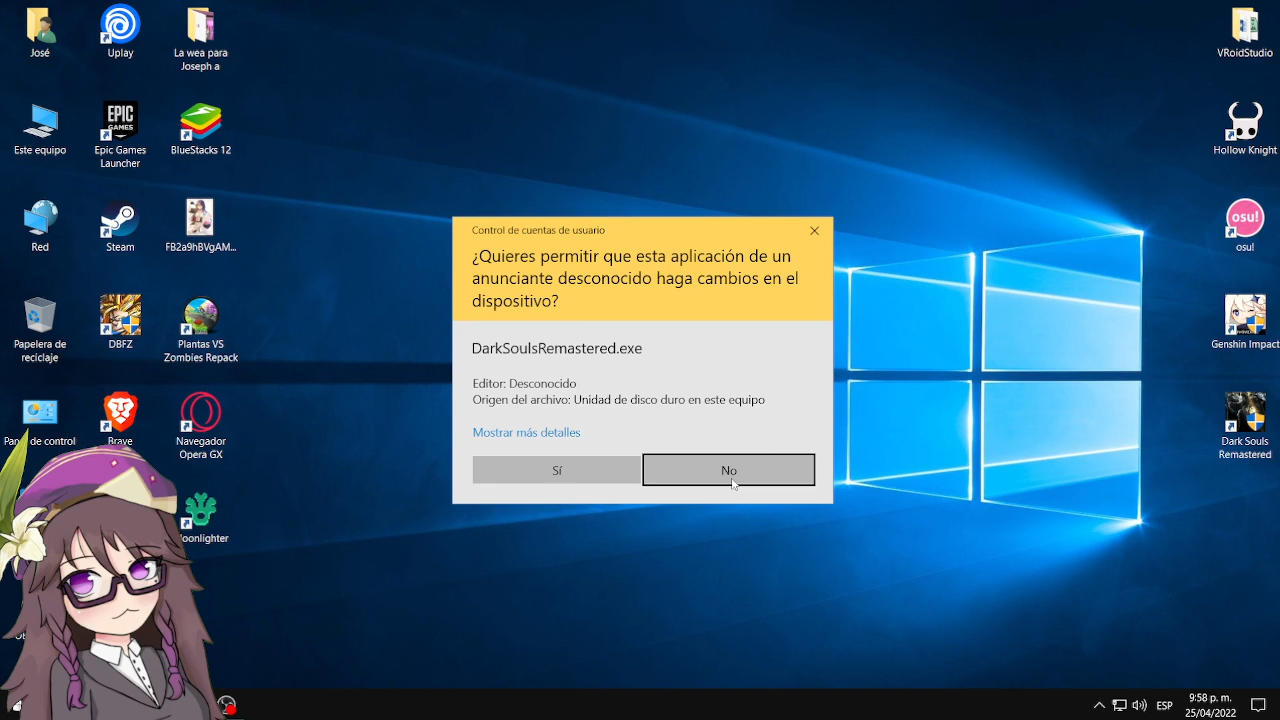 José
Uplay
La wea para
Joseph a
VRoidStudio
Este equipo
EPIC
GAMES
Epic Games
Launcher
BlueStacks 12
Hollow Knight
Red
Steam
FB2a9hBVgAM...
osu!
osu!
Control de cuentas de usuario
¿Quieres permitir que esta aplicación de un
anunciante desconocido haga cambios en el
dispositivo?
Papelera de
reciclaje
DBFZ
Plantas VS
Zombies Repack
Genshin Impact
DarkSoulsRemastered.exe
Editor: Desconocido
Origen del archivo: Unidad de disco duro en este equipo
Mostrar más detalles
Sí
No
Panel de control
Brave
Navegador
Opera GX
Dark Souls
Remastered
oonlighter
ESP
9:58 p. m.
25/04/2022